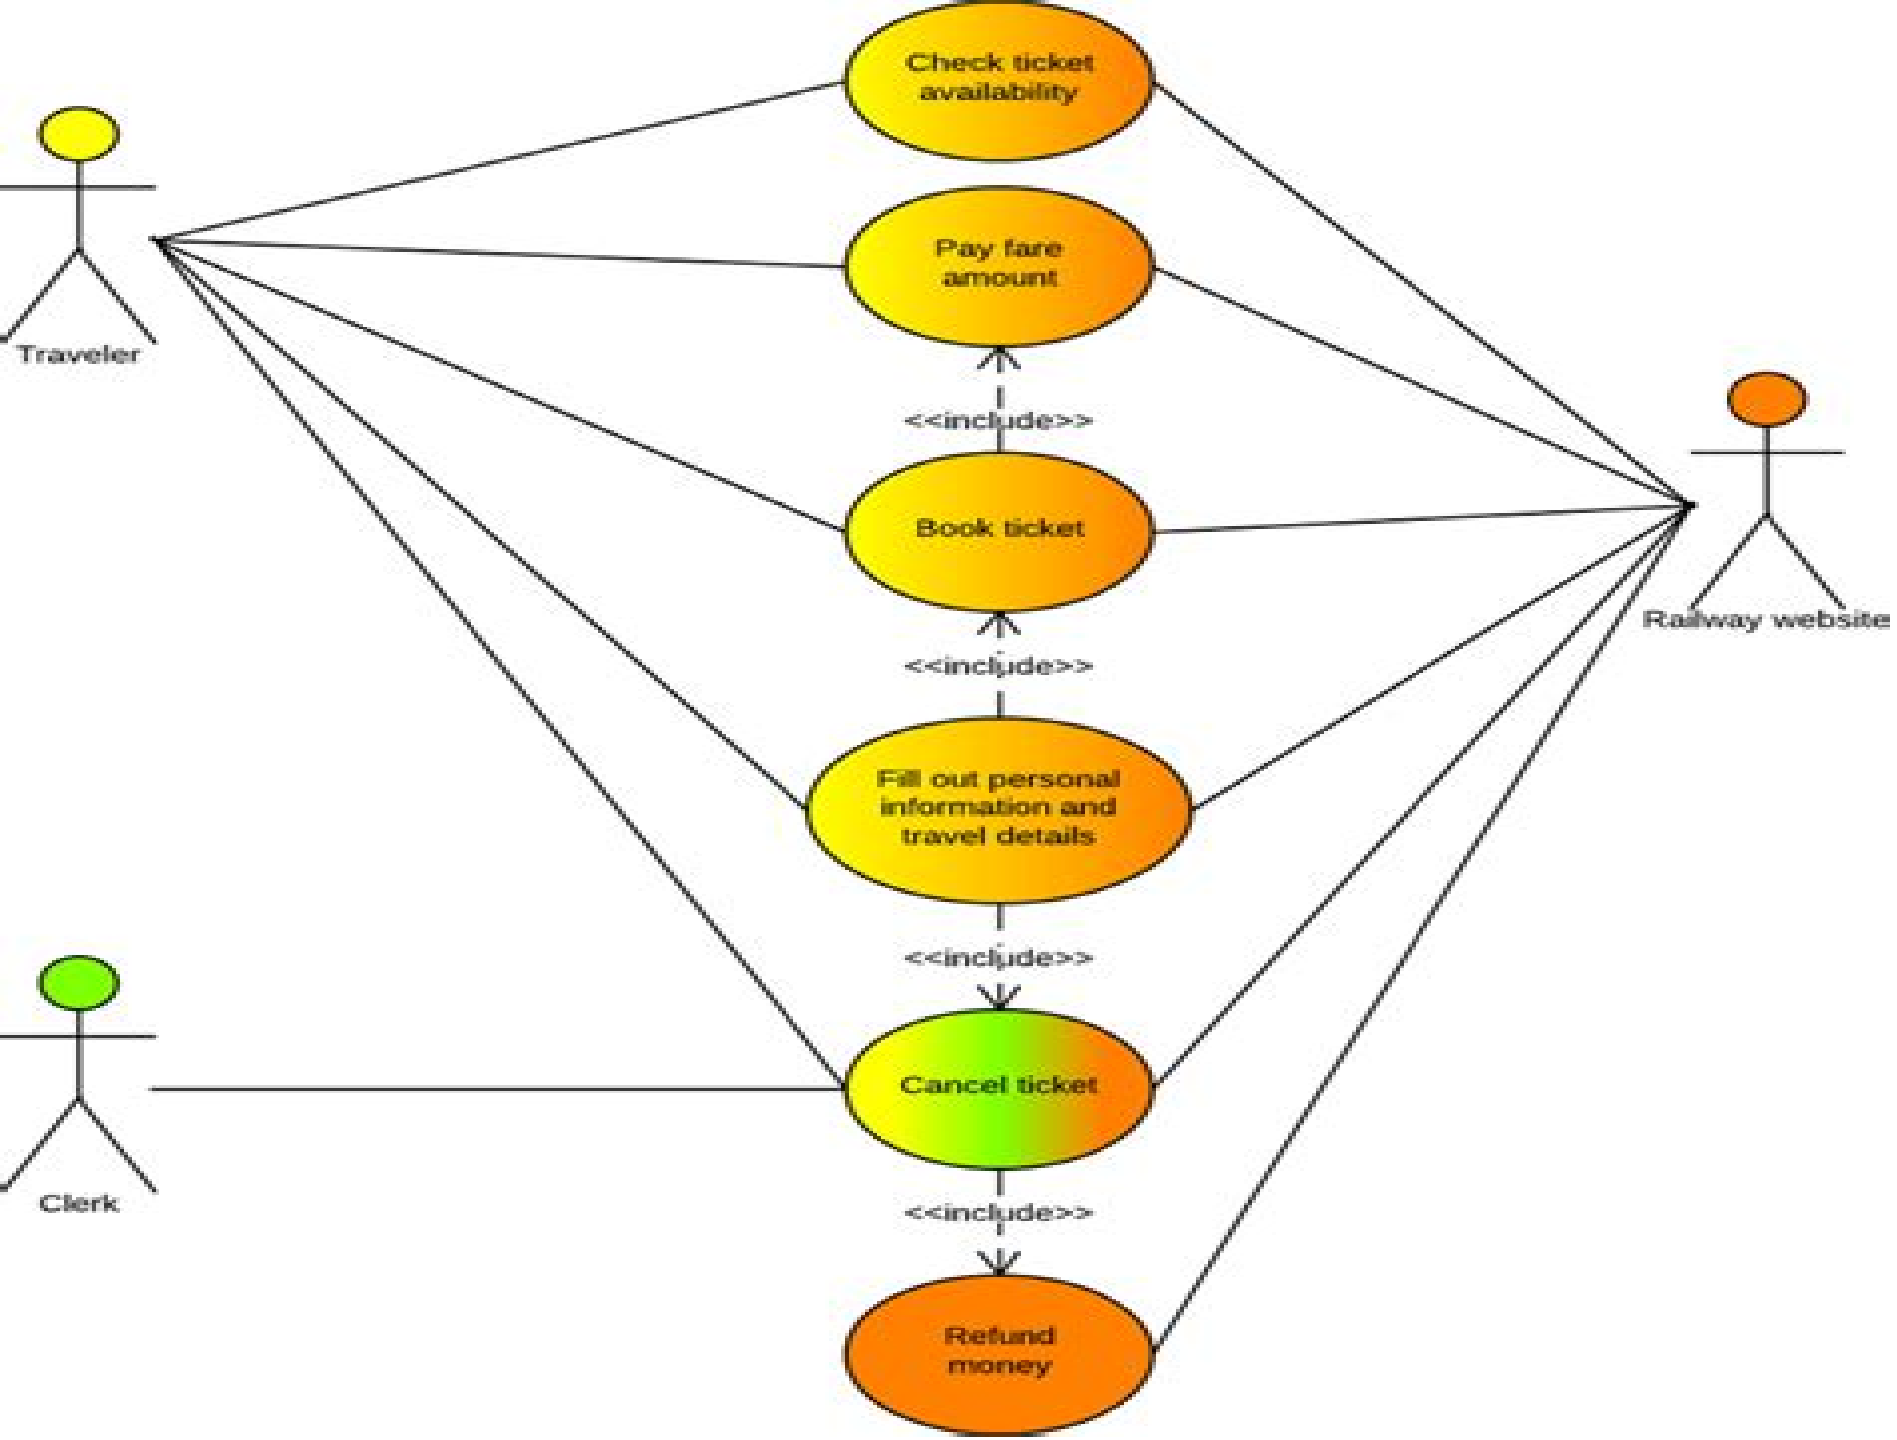 Check ticket
availability
Pay fare
amount
Traveler
<<include>>
Book ticket
Railway website
<<include>>
Fill out personal
information and
travel details
<<include>>
Cancel ticket
Clerk
<<include>>
Refund
money